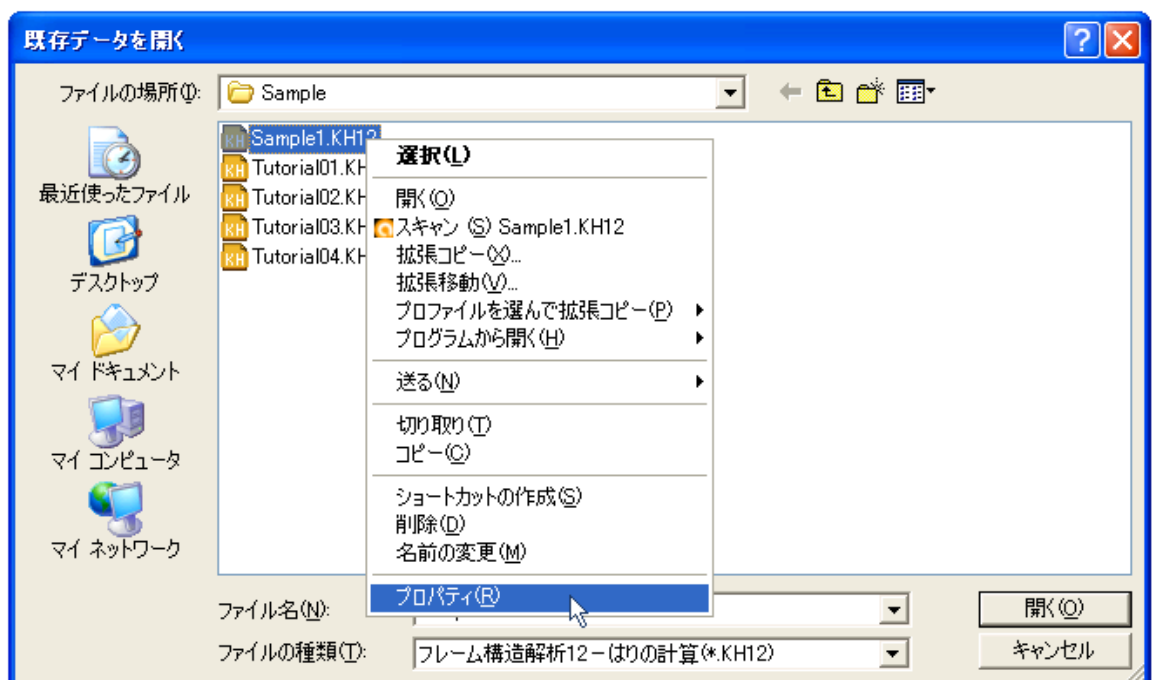 既存データを開く
ファイルの場所(I):
Sample
最近使ったファイル
デスクトップ
マイ ドキュメント
マイ コンピュータ
マイ ネットワーク
Sample1.KH12
Tutorial01.KH
Tutorial02.KH
Tutorial03.KH
Tutorial04.KH
選択(L)
開く(O)
スキャン (S) Sample1.KH12
拡張コピー(X)...
拡張移動(V)...
プロファイルを選んで拡張コピー(P)
プログラムから開く(H)
送る(N)
切り取り(T)
コピー(C)
ショートカットの作成(S)
削除(D)
名前の変更(M)
プロパティ(R)
ファイル名(N):
開く(O)
ファイルの種類(T):
フレーム構造解析12－はりの計算(*.KH12)
キャンセル